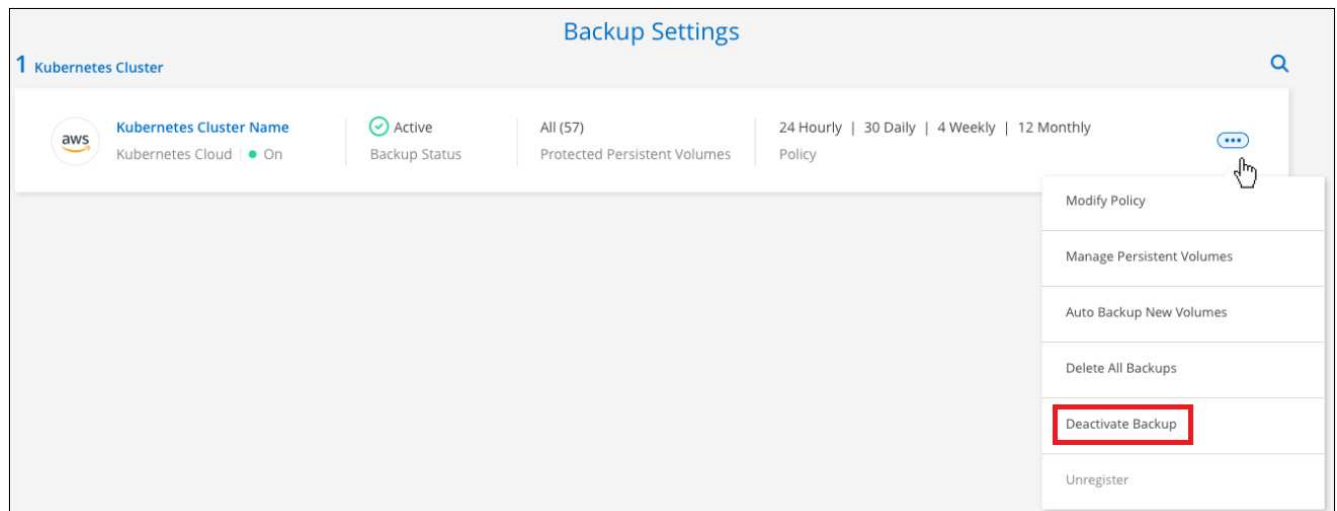 Backup Settings
1 Kubernetes Cluster
aws
Kubernetes Cluster Name
Kubernetes Cloud
On
Active
Backup Status
All (57)
Protected Persistent Volumes
24 Hourly | 30 Daily | 4 Weekly | 12 Monthly
Policy
Modify Policy
Manage Persistent Volumes
Auto Backup New Volumes
Delete All Backups
Deactivate Backup
Unregister